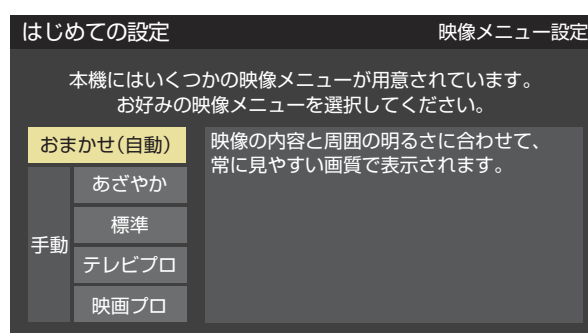 はじめての設定
映像メニュー設定
本機にはいくつかの映像メニューが用意されています。
お好みの映像メニューを選択してください。
おまかせ(自動)
映像の内容と周囲の明るさに合わせて、
常に見やすい画質で表示されます。
手動
あざやか
標準
テレビプロ
映画プロ